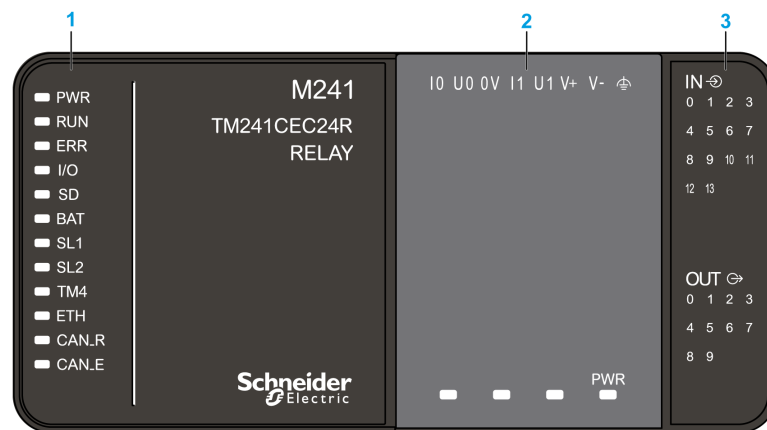 1
2
3
PWR
RUN
ERR
I/O
SD
BAT
SL1
SL2
TM4
ETH
CAN_R
CAN_E
M241
TM241CEC24R
RELAY
Schneider
Electric
I0 U0 0V I1 U1 V+ V-
PWR
IN
0 1 2 3
4 5 6 7
8 9 10 11
12 13
OUT
0 1 2 3
4 5 6 7
8 9